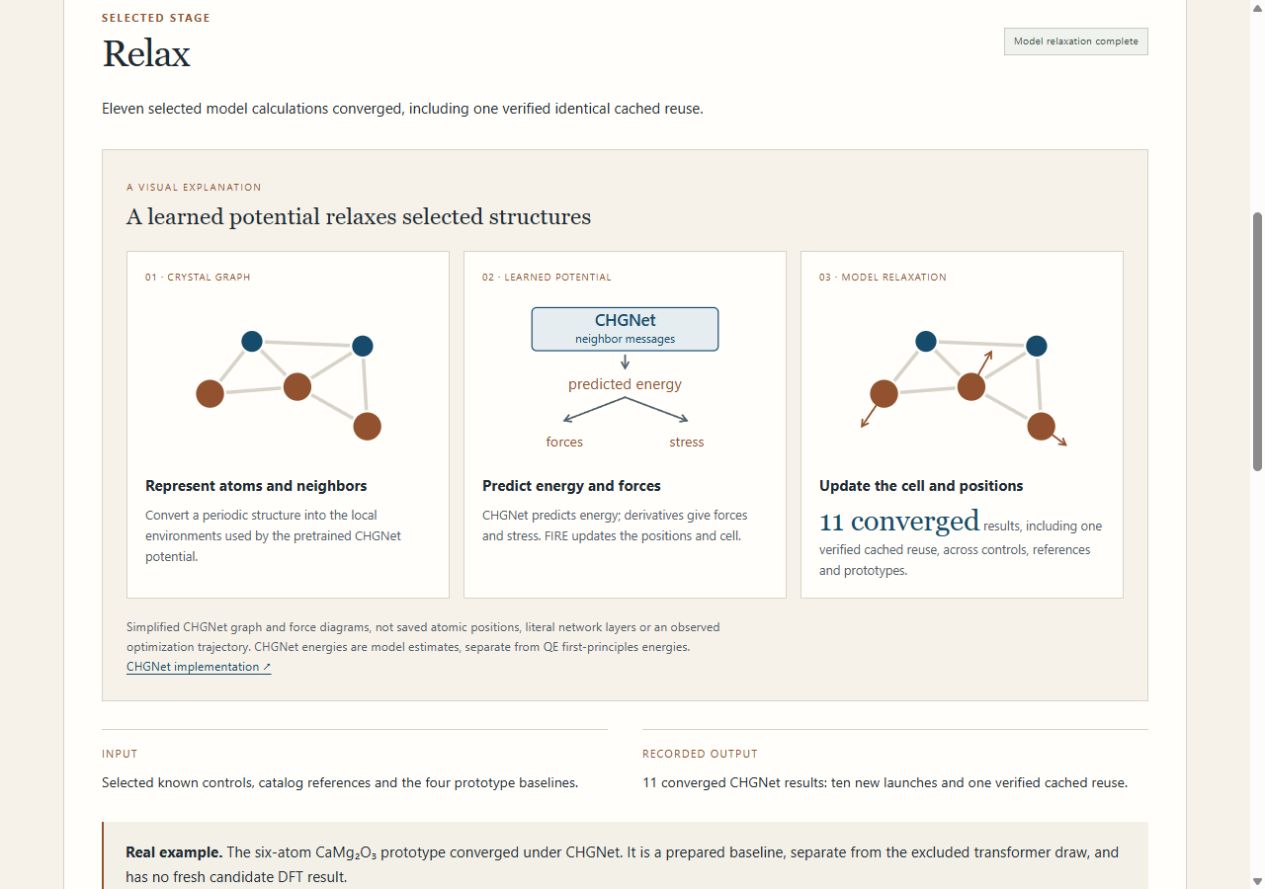 SELECTED STAGE
Relax
Model relaxation complete
Eleven selected model calculations converged, including one verified identical cached reuse.
A VISUAL EXPLANATION
A learned potential relaxes selected structures
01 · CRYSTAL GRAPH
Represent atoms and neighbors
Convert a periodic structure into the local
environments used by the pretrained CHGNet
potential.
02 · LEARNED POTENTIAL
CHGNet
neighbor messages
predicted energy
forces
stress
Predict energy and forces
CHGNet predicts energy; derivatives give forces
and stress. FIRE updates the positions and cell.
03 · MODEL RELAXATION
Update the cell and positions
11 converged results, including one
verified cached reuse, across controls, references
and prototypes.
Simplified CHGNet graph and force diagrams, not saved atomic positions, literal network layers or an observed
optimization trajectory. CHGNet energies are model estimates, separate from QE first-principles energies.
CHGNet implementation ↗
INPUT
Selected known controls, catalog references and the four prototype baselines.
RECORDED OUTPUT
11 converged CHGNet results: ten new launches and one verified cached reuse.
Real example. The six-atom CaMg₂O₃ prototype converged under CHGNet. It is a prepared baseline, separate from the excluded transformer draw, and
has no fresh candidate DFT result.